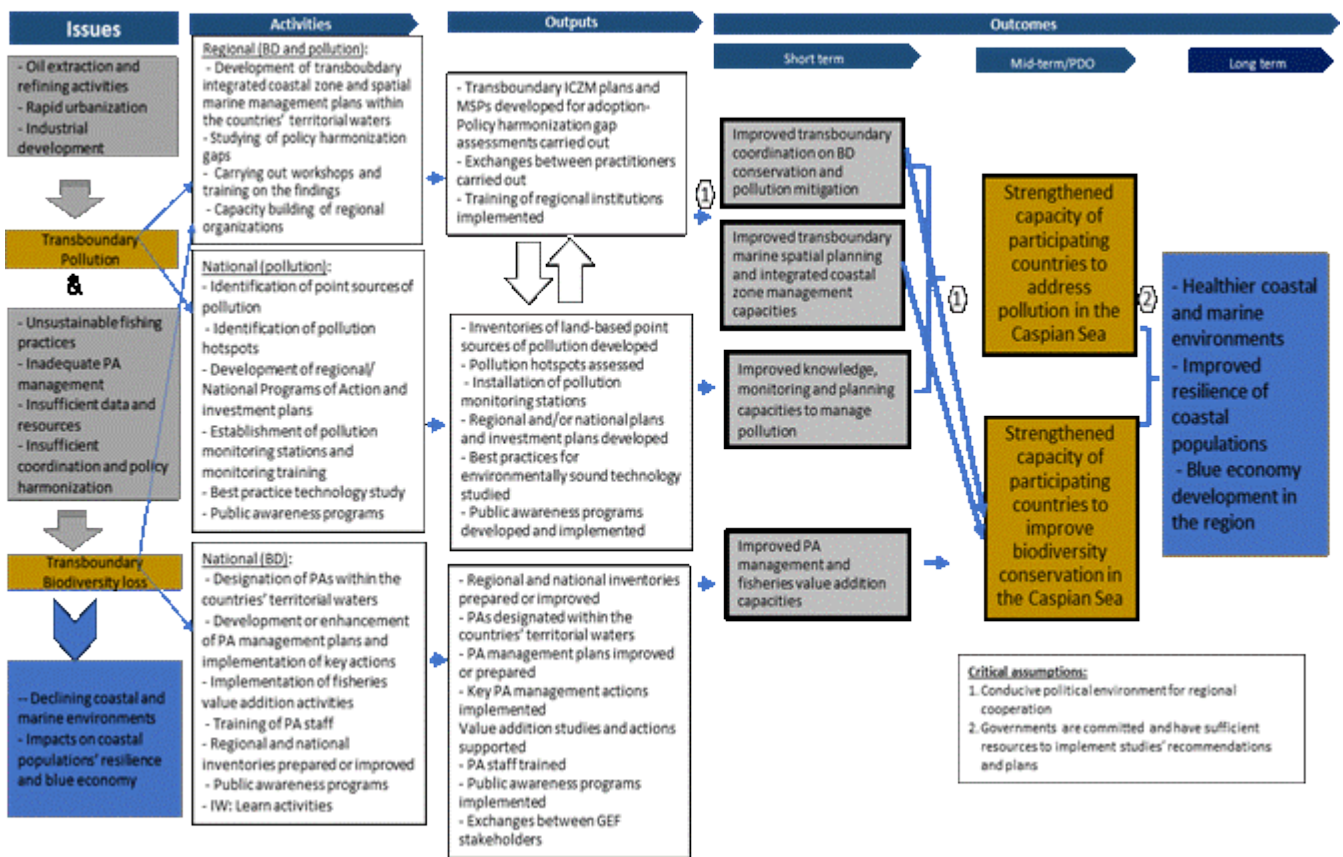 Issues
Activities
Outputs
Outcomes
Short term
Mid-term/PDO
Long term
- Oil extraction and
refining activities
- Rapid urbanization
- Industrial
development
Transboundary
Pollution
&
- Unsustainable fishing
practices
- Inadequate PA
management
- Insufficient data and
resources
- Insufficient
coordination and policy
harmonization
Transboundary
Biodiversity loss
-- Declining coastal and
marine environments
- Impacts on coastal
populations' resilience
and blue economy
Regional (BD and pollution):
- Development of transboubdary
integrated coastal zone and spatial
marine management plans within
the countries' territorial waters
- Studying of policy harmonization
gaps
- Carrying out workshops and
training on the findings
- Capacity building of regional
organizations
National (pollution):
- Identification of point sources of
pollution
- Identification of pollution
hotspots
- Development of regional/
National Programs of Action and
investment plans
- Establishment of pollution
monitoring stations and
monitoring training
- Best practice technology study
- Public awareness programs
National (BD):
- Designation of PAs within the
countries' territorial waters
- Development or enhancement
of PA management plans and
implementation of key actions
- Implementation of fisheries
value addition activities
- Training of PA staff
- Regional and national
inventories prepared or improved
- Public awareness programs
- IW: Learn activities
- Transboundary ICZM plans and
MSPs developed for adoption-
Policy harmonization gap
assessments carried out
- Exchanges between practitioners
carried out
- Training of regional institutions
implemented
- Inventories of land-based point
sources of pollution developed
- Pollution hotspots assessed
- Installation of pollution
monitoring stations
- Regional and/or national plans
and investment plans developed
- Best practices for
environmentally sound technology
studied
- Public awareness programs
developed and implemented
- Regional and national inventories
prepared or improved
- PAs designated within the
countries' territorial waters
- PA management plans improved
or prepared
- Key PA management actions
implemented
Value addition studies and actions
supported
- PA staff trained
- Public awareness programs
implemented
- Exchanges between GEF
stakeholders
1
Improved transboundary
coordination on BD
conservation and
pollution mitigation
Improved transboundary
marine spatial planning
and integrated coastal
zone management
capacities
Improved knowledge,
monitoring and planning
capacities to manage
pollution
Improved PA
management and
fisheries value addition
capacities
1
Strengthened
capacity of
participating
countries to
address
pollution in the
Caspian Sea
Strengthened
capacity of
participating
countries to
improve
biodiversity
conservation in
the Caspian Sea
2
- Healthier coastal
and marine
environments
- Improved
resilience of
coastal
populations
- Blue economy
development in
the region
Critical assumptions:
1. Conducive political environment for regional
cooperation
2. Governments are committed and have sufficient
resources to implement studies' recommendations
and plans